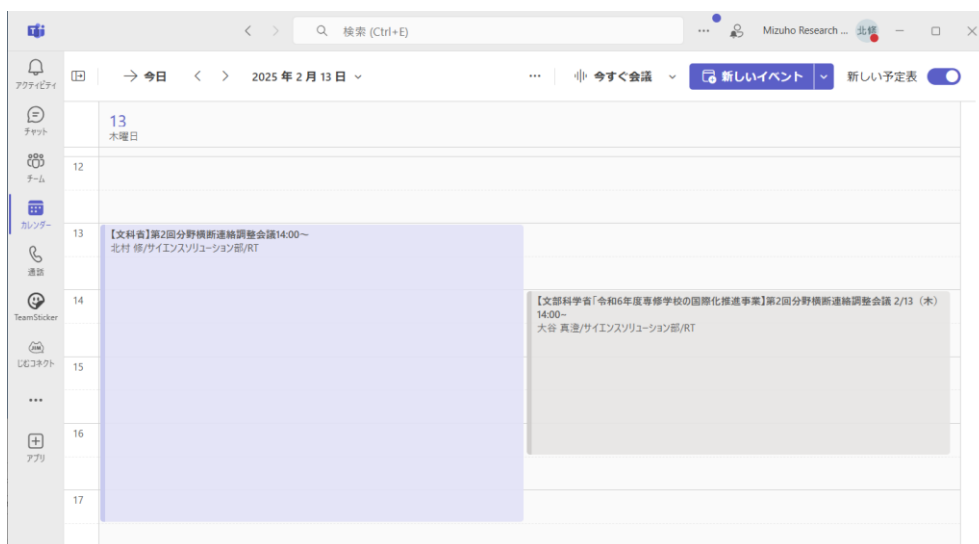 検索 (Ctrl+E)
Mizuho Research ...
北修
今日
2025 年 2 月 13 日
今すぐ会議
新しいイベント
新しい予定表
アクティビティ
チャット
チーム
カレンダー
通話
TeamSticker
じむコネクト
アプリ
13
木曜日
12
13
【文科省】第2回分野横断連絡調整会議14:00～
北村 修/サイエンスソリューション部/RT
14
【文部科学省「令和6年度専修学校の国際化推進事業】第2回分野横断連絡調整会議 2/13（木）
14:00-
大谷 真澄/サイエンスソリューション部/RT
15
16
17